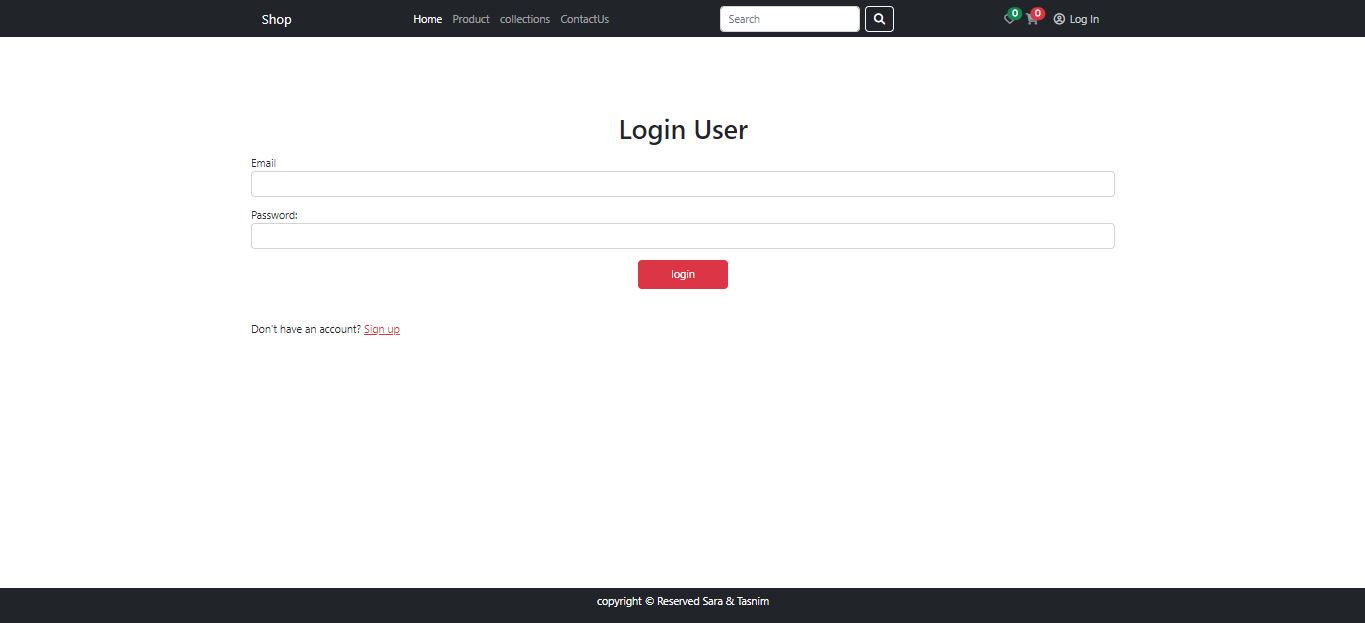 Shop Home Product collections ContactUs Search 0 0 Log In
Login User
Email
Password:
login
Don't have an account? Sign up
copyright © Reserved Sara & Tasnim